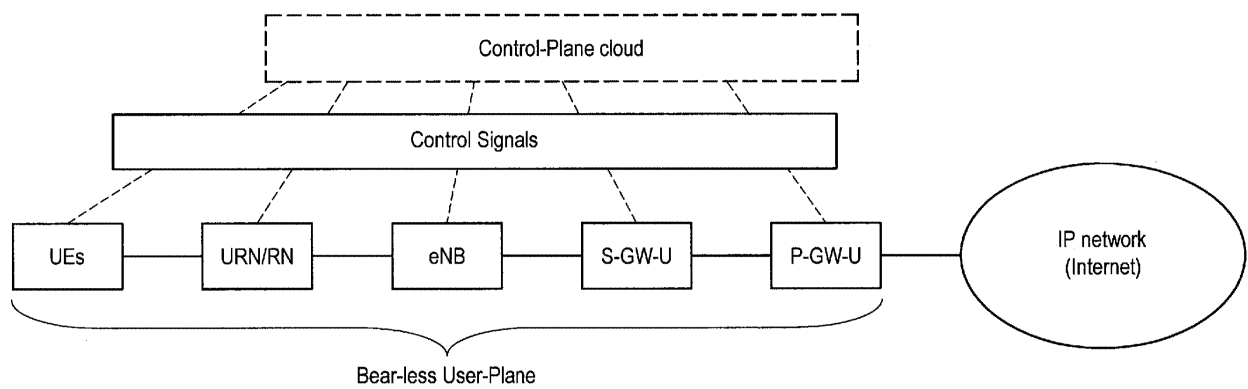 Control-Plane cloud
Control Signals
UEs
URN/RN
eNB
S-GW-U
P-GW-U
IP network
(Internet)
Bear-less User-Plane